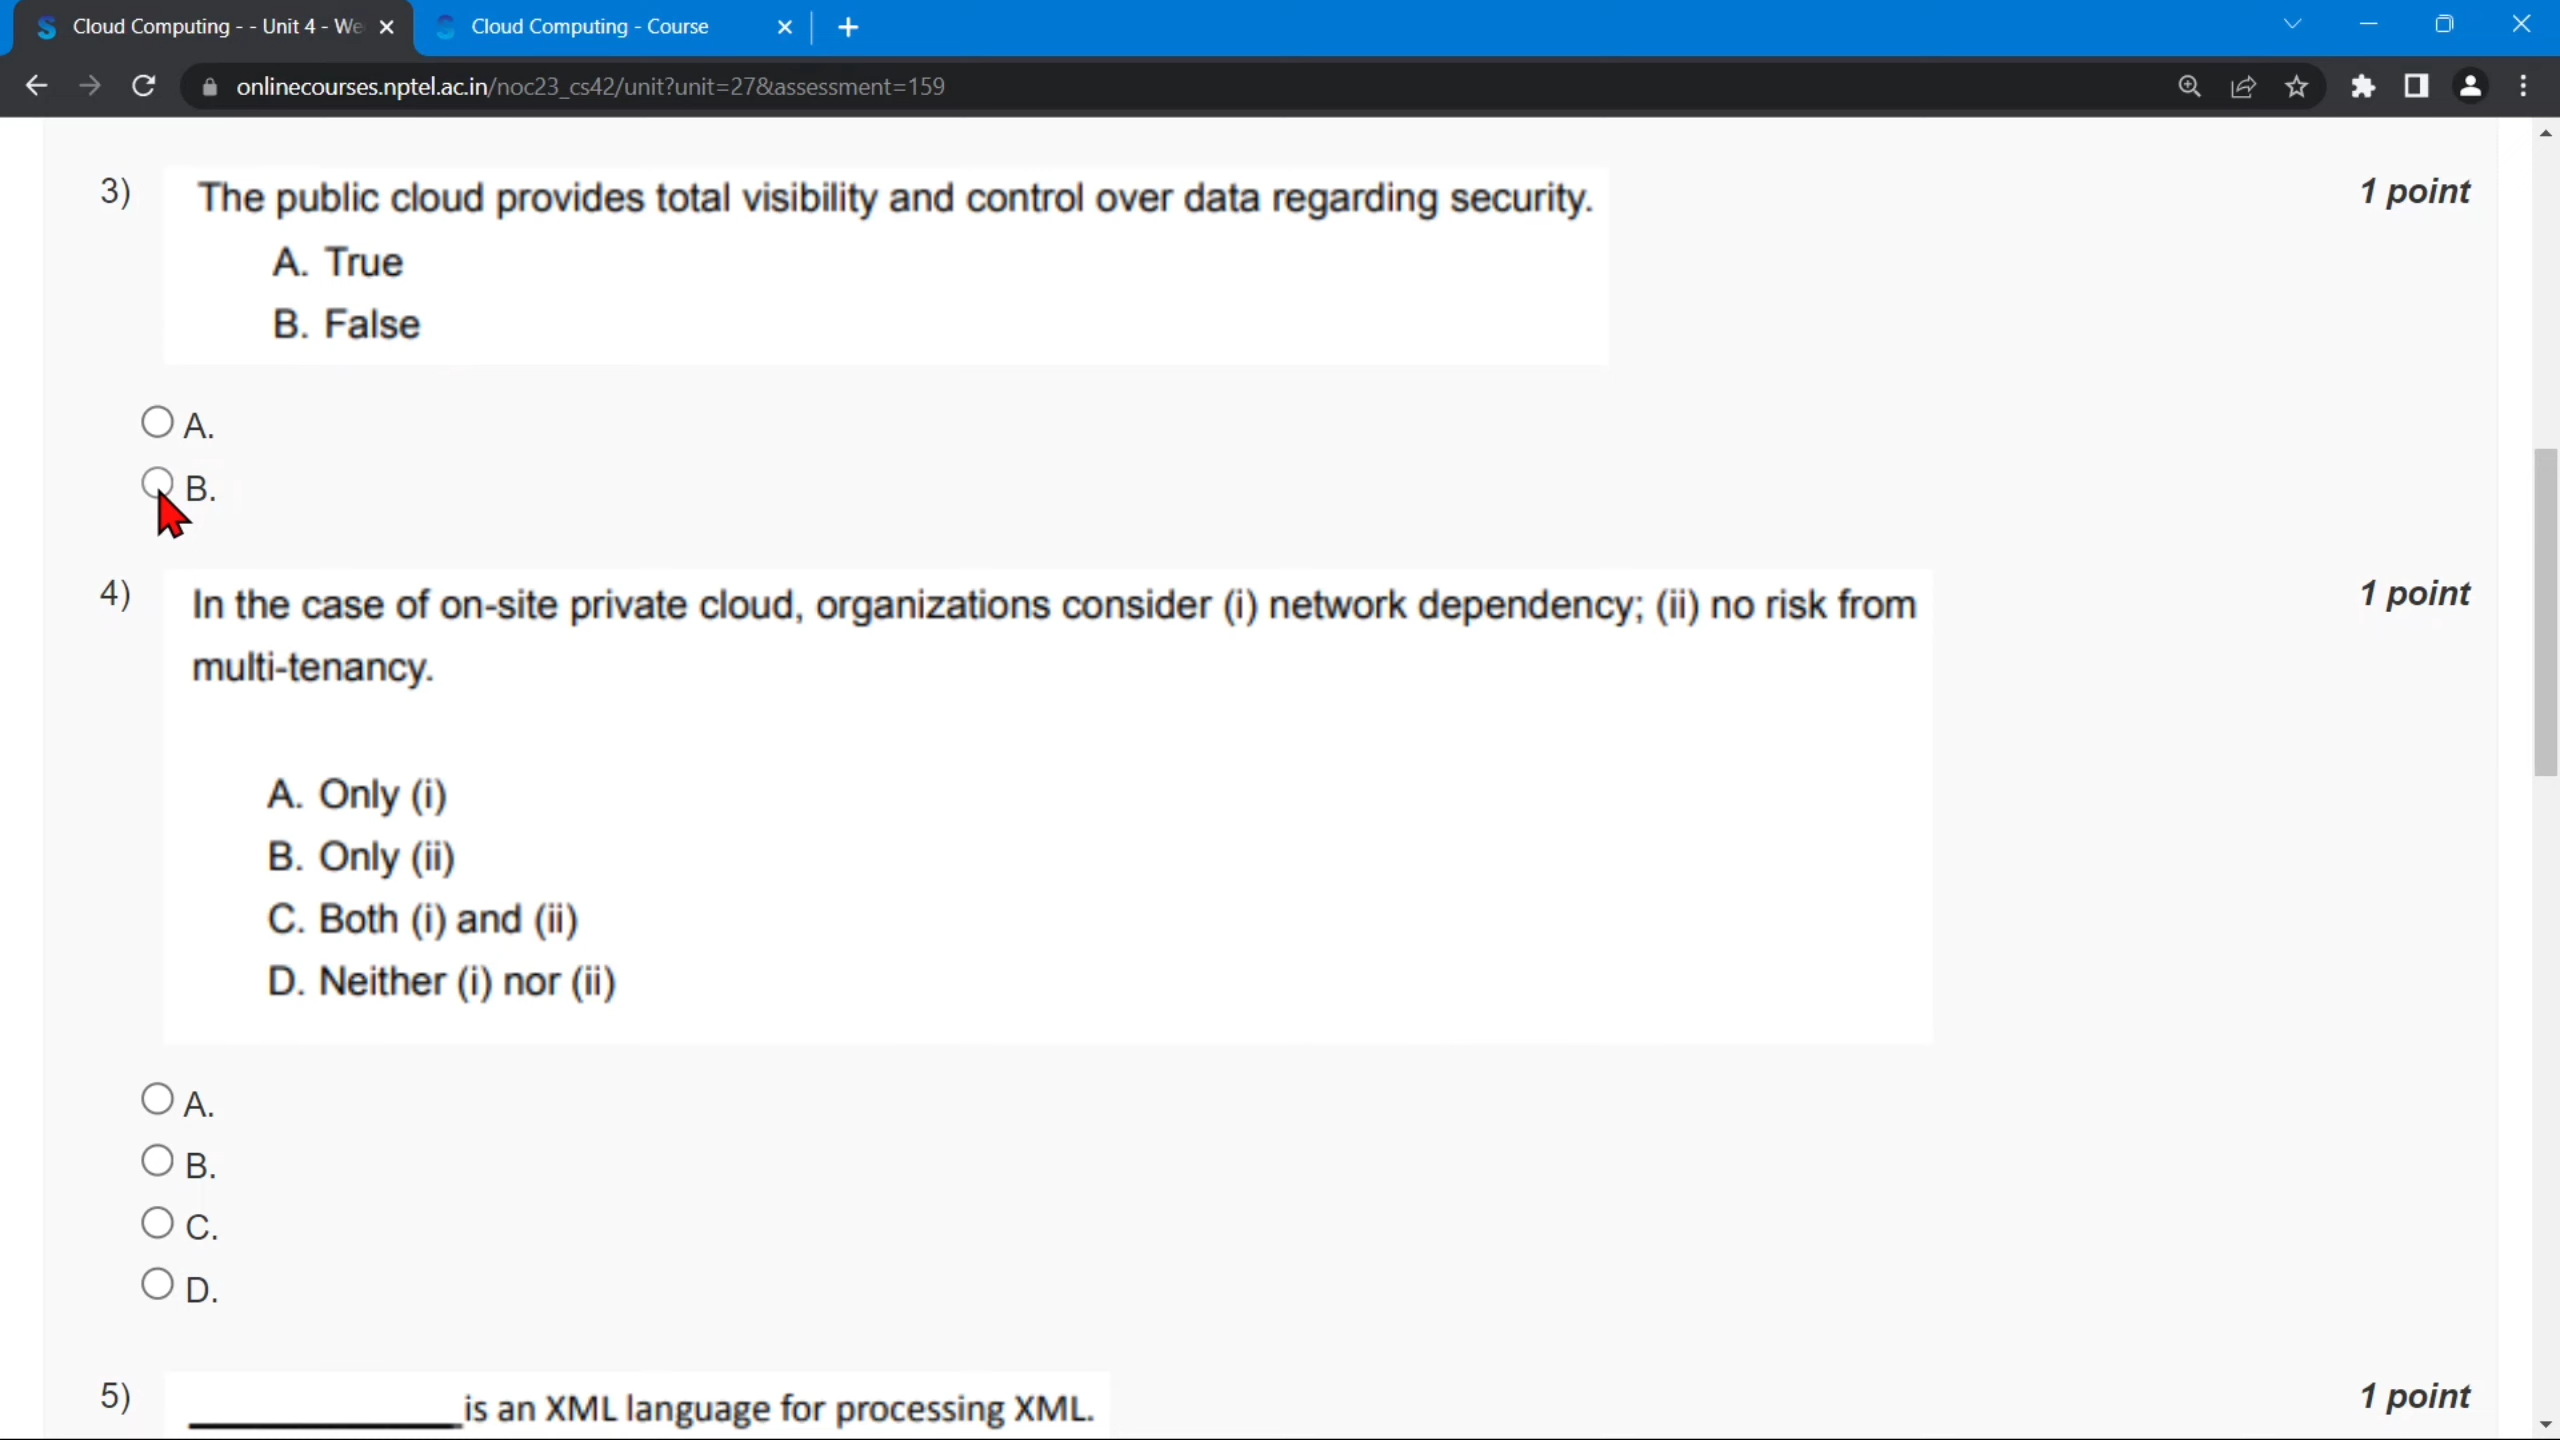 Cloud Computing - - Unit 4 - We
Cloud Computing - Course
onlinecourses.nptel.ac.in/noc23_cs42/unit?unit=27&assessment=159
3) The public cloud provides total visibility and control over data regarding security. 1 point
A. True
B. False
A.
B.
4) In the case of on-site private cloud, organizations consider (i) network dependency; (ii) no risk from 1 point
multi-tenancy.
A. Only (i)
B. Only (ii)
C. Both (i) and (ii)
D. Neither (i) nor (ii)
A.
B.
C.
D.
5) _____________is an XML language for processing XML. 1 point